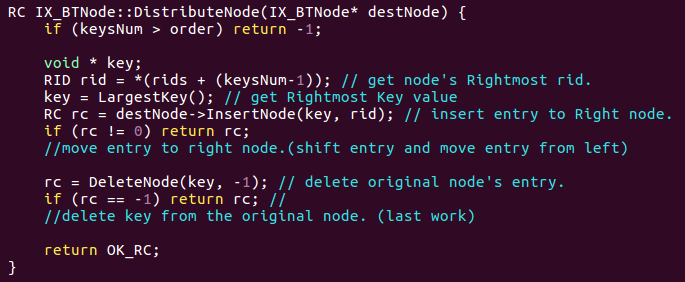 RC IX_BTNode::DistributeNode(IX_BTNode* destNode) {
    if (keysNum > order) return -1;

    void * key;
    RID rid = *(rids + (keysNum-1)); // get node's Rightmost rid.
    key = LargestKey(); // get Rightmost Key value
    RC rc = destNode->InsertNode(key, rid); // insert entry to Right node.
    if (rc != 0) return rc;
    //move entry to right node.(shift entry and move entry from left)

    rc = DeleteNode(key, -1); // delete original node's entry.
    if (rc == -1) return rc; //
    //delete key from the original node. (last work)

    return OK_RC;
}